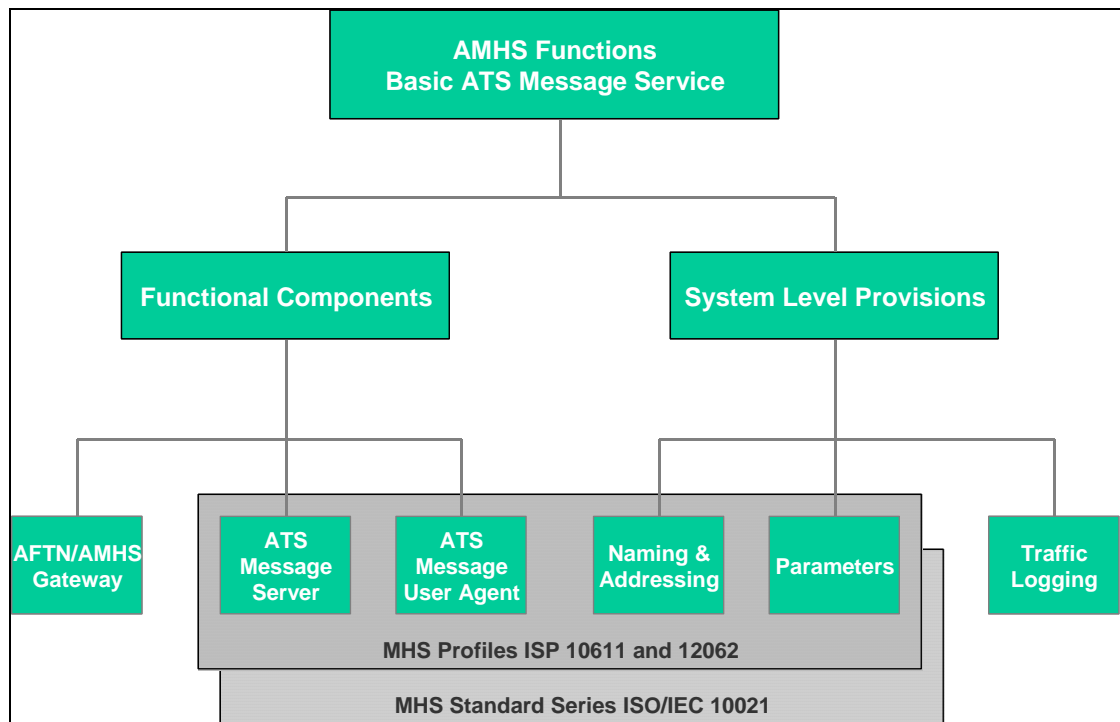 AMHS Functions
Basic ATS Message Service
Functional Components
System Level Provisions
AFTN/AMHS
Gateway
ATS
Message
Server
ATS
Message
User Agent
Naming &
Addressing
Parameters
Traffic
Logging
MHS Profiles ISP 10611 and 12062
MHS Standard Series ISO/IEC 10021